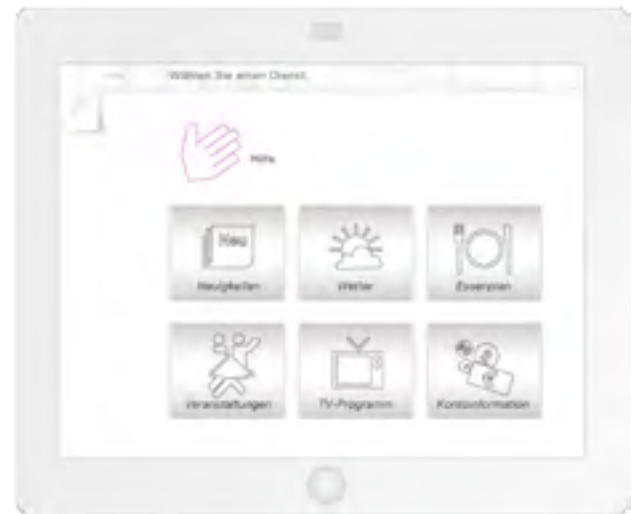 Wählen Sie einen Dienst.
Hilfe
Neu
Neuigkeiten
Wetter
Essenplan
Veranstaltungen
TV-Programm
Kontoinformation